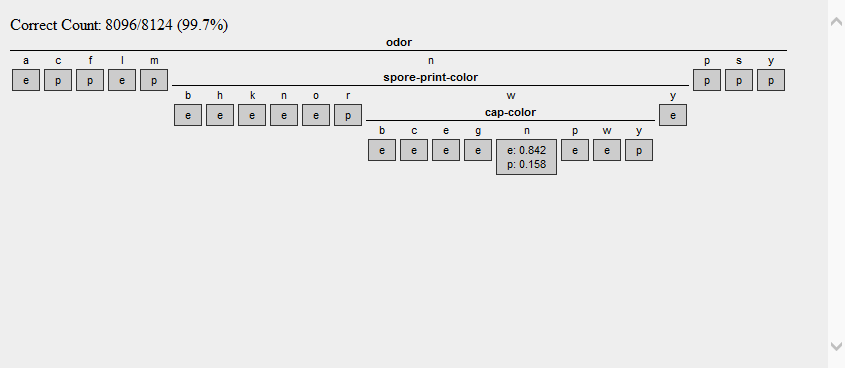 Correct Count: 8096/8124 (99.7%)
odor
a c f l m n p s y
e p p e p spore-print-color p p p
b h k n o r w y
e e e e e p cap-color e
b c e g n p w y
e e e e e: 0.842 e e p
p: 0.158